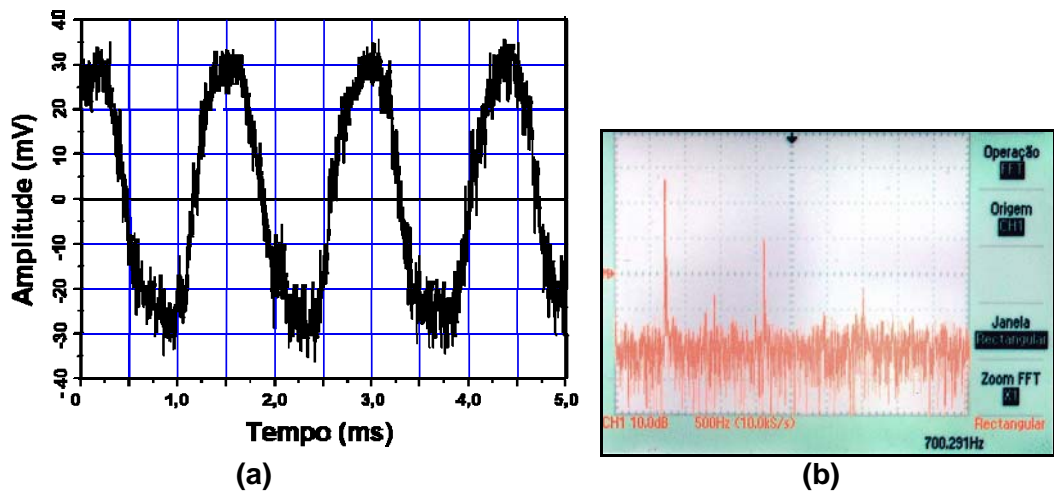 Amplitude (mV)
40
30
20
10
0
-10
-20
-30
-40
0
1,0
2,0
3,0
4,0
5,0
Tempo (ms)
(a)
Operação
FFT
Origem
CH1
Janela
Rectangular
Zoom FFT
CH1 10.0dB 500Hz (10.0kS/s) Rectangular
700.291Hz
(b)